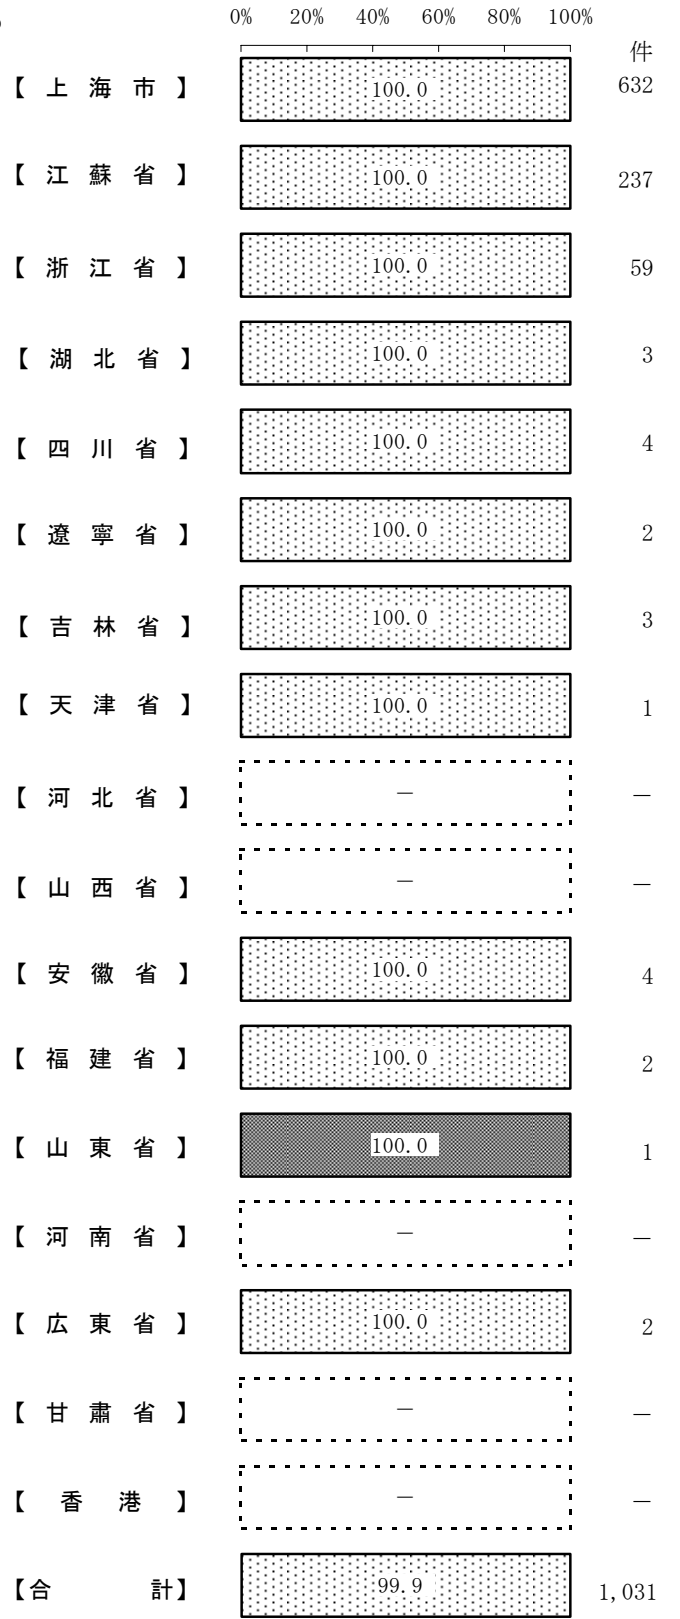 0% 20% 40% 60% 80% 100%
件
【 上 海 市 】 100.0 632
【 江 蘇 省 】 100.0 237
【 浙 江 省 】 100.0 59
【 湖 北 省 】 100.0 3
【 四 川 省 】 100.0 4
【 遼 寧 省 】 100.0 2
【 吉 林 省 】 100.0 3
【 天 津 省 】 100.0 1
【 河 北 省 】 － －
【 山 西 省 】 － －
【 安 徽 省 】 100.0 4
【 福 建 省 】 100.0 2
【 山 東 省 】 100.0 1
【 河 南 省 】 － －
【 広 東 省 】 100.0 2
【 甘 粛 省 】 － －
【 香 港 】 － －
【合 計】 99.9 1,031